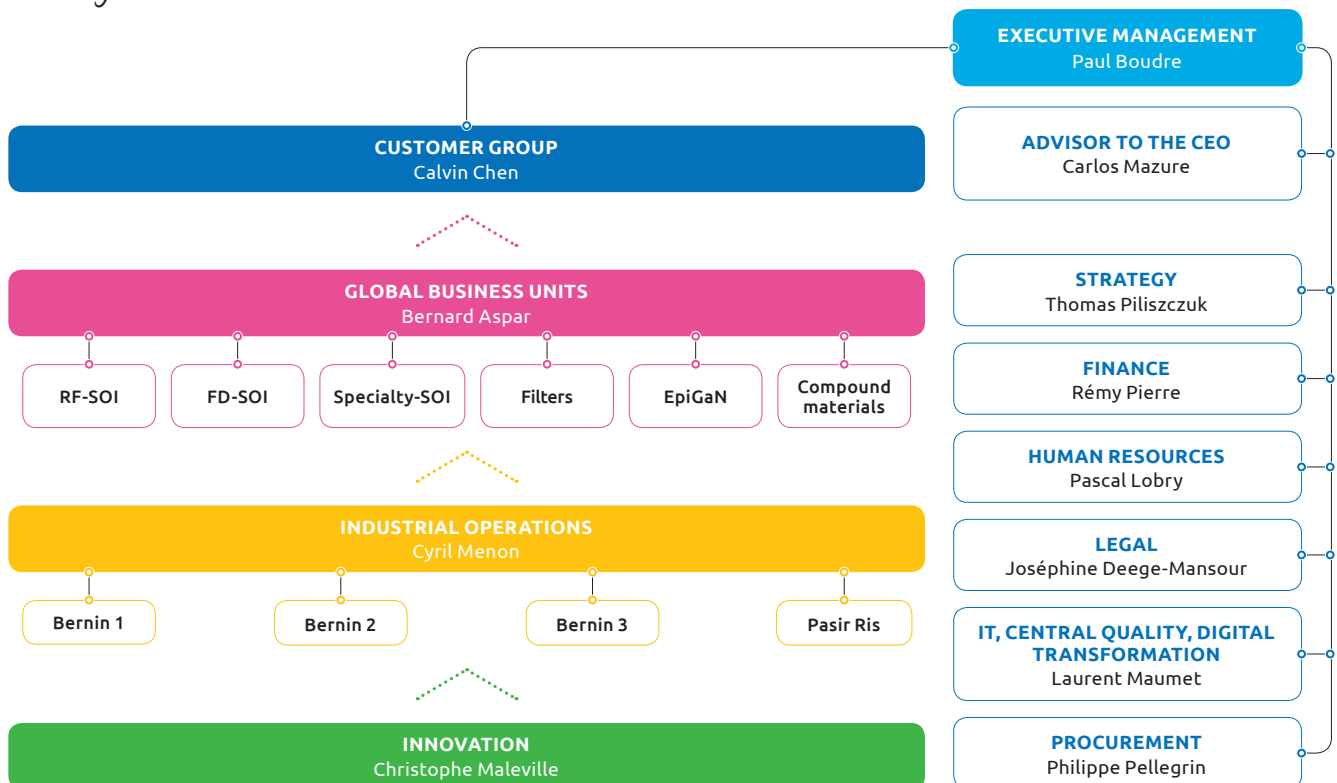 EXECUTIVE MANAGEMENT
Paul Boudre
CUSTOMER GROUP
Calvin Chen
GLOBAL BUSINESS UNITS
Bernard Aspar
RF-SOI
FD-SOI
Specialty-SOI
Filters
EpiGaN
Compound
materials
INDUSTRIAL OPERATIONS
Cyril Menon
Bernin 1
Bernin 2
Bernin 3
Pasir Ris
INNOVATION
Christophe Maleville
ADVISOR TO THE CEO
Carlos Mazure
STRATEGY
Thomas Piliszczuk
FINANCE
Rémy Pierre
HUMAN RESOURCES
Pascal Lobry
LEGAL
Joséphine Deege-Mansour
IT, CENTRAL QUALITY, DIGITAL
TRANSFORMATION
Laurent Maumet
PROCUREMENT
Philippe Pellegrin